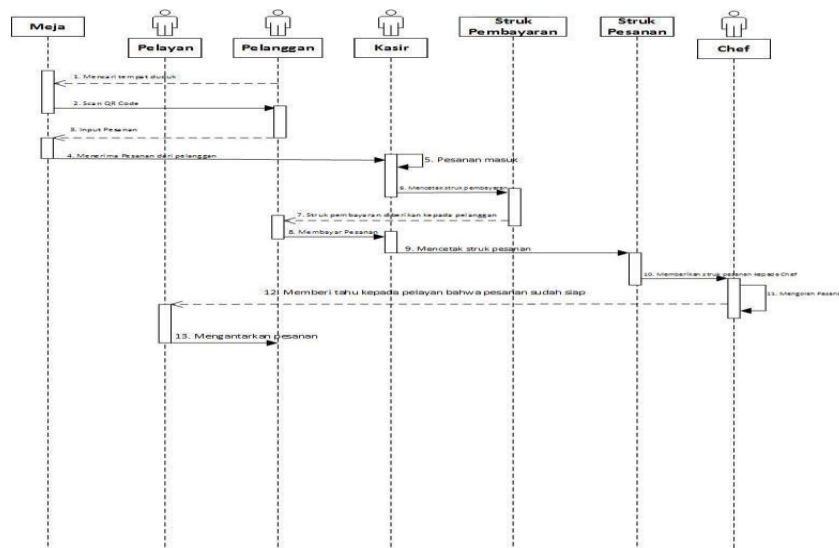 Meja
Pelayan
Pelanggan
Kasir
Struk
Pembayaran
Struk
Pesanan
Chef
1. Mencari tempat duduk
2. Scan QR Code
3. Input Pesanan
4. Menerima Pesanan dari pelanggan
5. Pesanan masuk
6. Mencetak struk pembayaran
7. Struk pembayaran diberikan kepada pelanggan
8. Membayar Pesanan
9. Mencetak struk pesanan
10. Memberikan struk pesanan kepada Chef
11. Mengolah Pesana
12. Memberi tahu kepada pelayan bahwa pesanan sudah siap
13. Mengantarkan pesanan